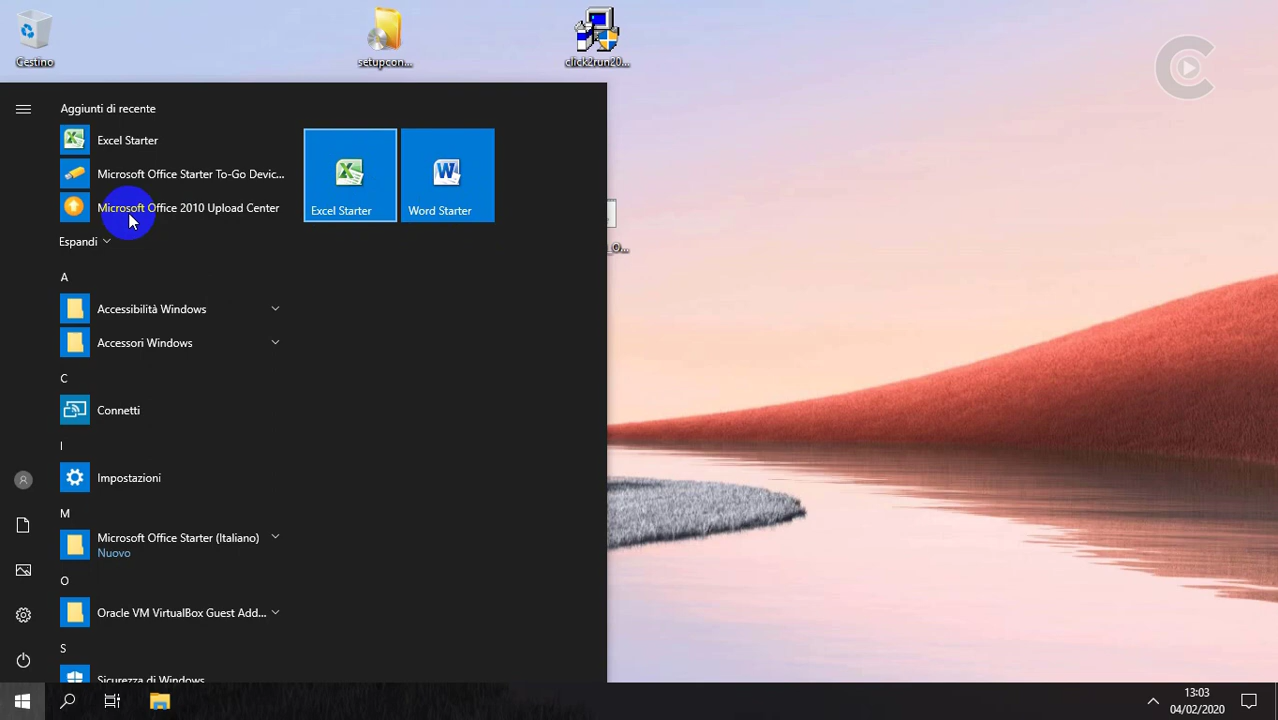 Cestino
setupcon...
click2run20...
Aggiunti di recente
Excel Starter
Microsoft Office Starter To-Go Devic...
Microsoft Office 2010 Upload Center
Espandi
Excel Starter
Word Starter
_O...
A
Accessibilità Windows
Accessori Windows
C
Connetti
I
Impostazioni
M
Microsoft Office Starter (Italiano)
Nuovo
O
Oracle VM VirtualBox Guest Add...
S
Sicurezza di Windows
13:03
04/02/2020